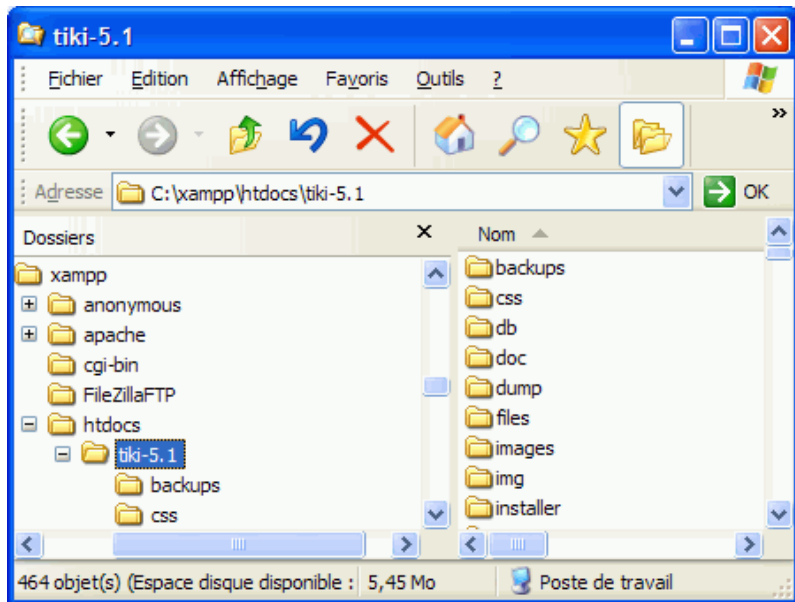 tiki-5.1
Fichier Edition Affichage Favoris Outils ?
»
Adresse C:\xampp\htdocs\tiki-5.1 OK
Dossiers
xampp
anonymous
apache
cgi-bin
FileZillaFTP
htdocs
tiki-5.1
backups
css
Nom
backups
css
db
doc
dump
files
images
img
installer
464 objet(s) (Espace disque disponible : 5,45 Mo Poste de travail